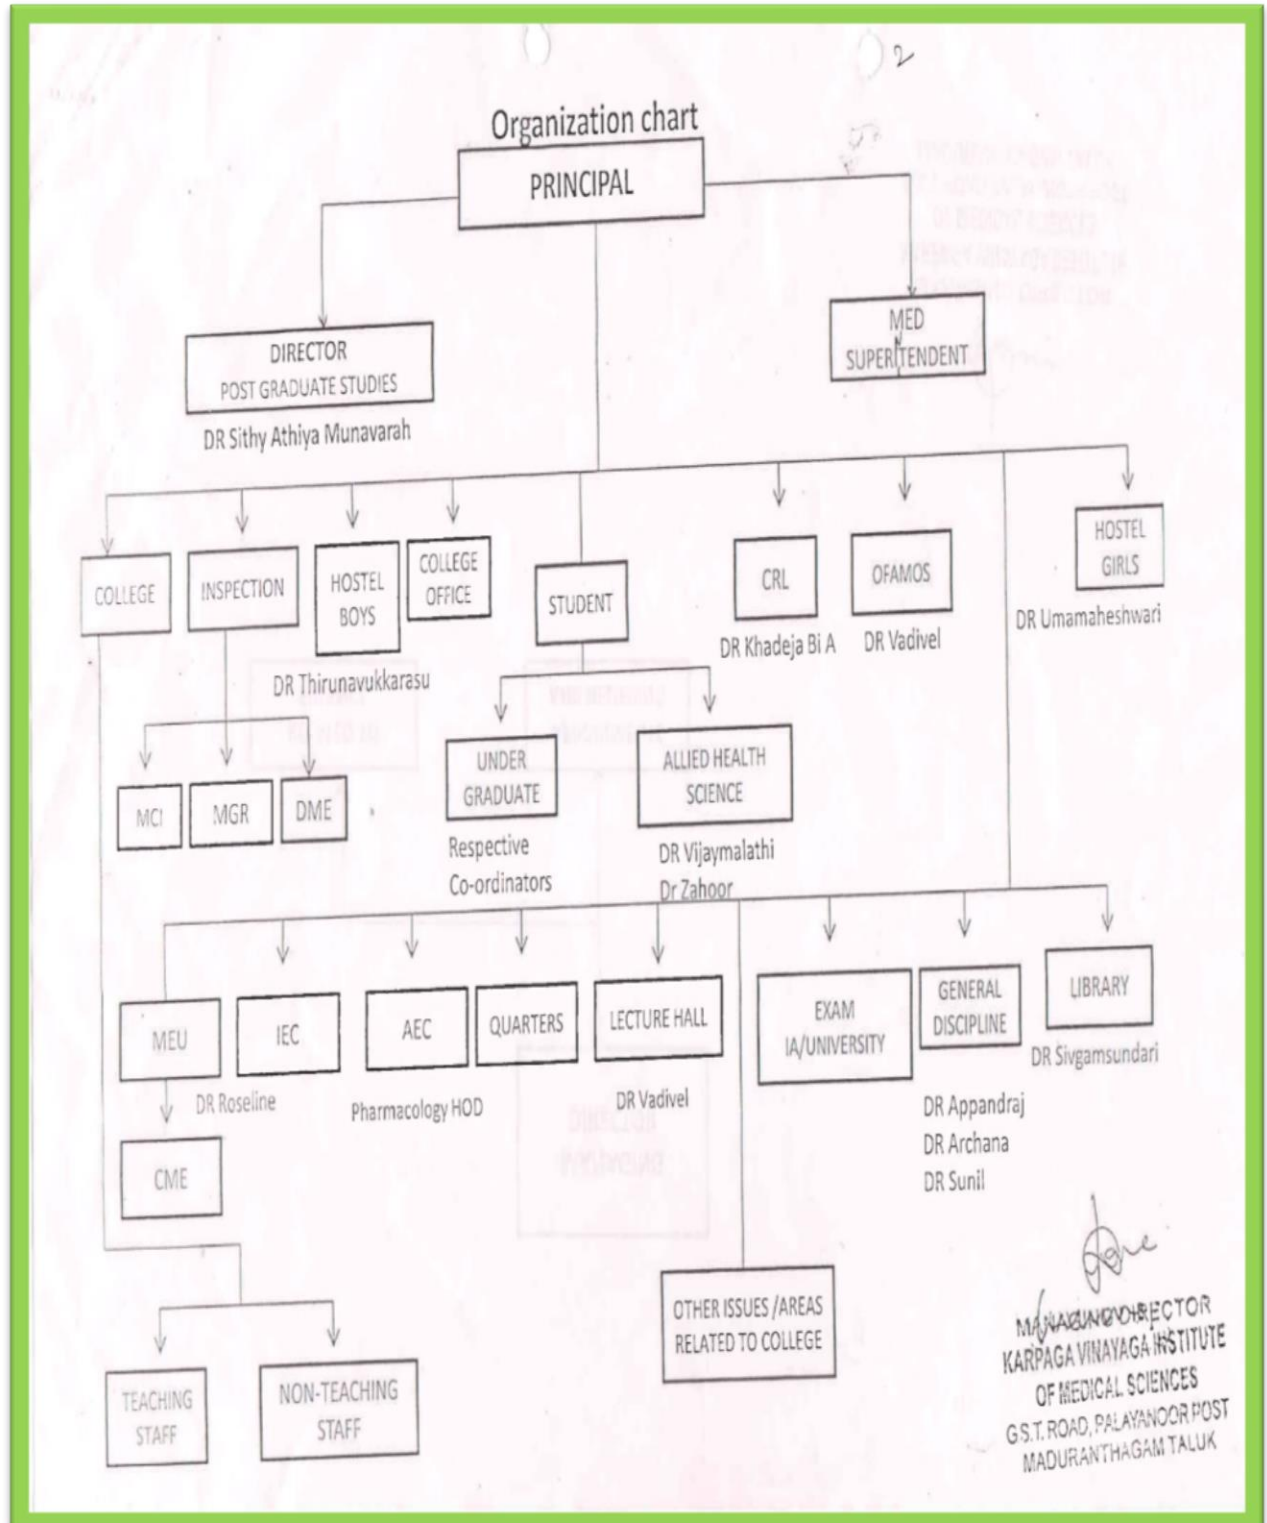 2
Organization chart
PRINCIPAL
DIRECTOR
POST GRADUATE STUDIES
DR Sithy Athiya Munavarah
MED
SUPERITENDENT
N
COLLEGE
INSPECTION
HOSTEL
BOYS
DR Thirunavukkarasu
COLLEGE
OFFICE
STUDENT
CRL
DR Khadeja Bi A
OFAMOS
DR Vadivel
HOSTEL
GIRLS
DR Umamaheshwari
MCI
MGR
DME
UNDER
GRADUATE
Respective
Co-ordinators
ALLIED HEALTH
SCIENCE
DR Vijaymalathi
Dr Zahoor
MEU
IEC
DR Roseline
AEC
Pharmacology HOD
QUARTERS
LECTURE HALL
DR Vadivel
EXAM
IA/UNIVERSITY
GENERAL
DISCIPLINE
DR Appandraj
DR Archana
DR Sunil
LIBRARY
DR Sivgamsundari
CME
OTHER ISSUES /AREAS
RELATED TO COLLEGE
TEACHING
STAFF
NON-TEACHING
STAFF
MANAGING DIRECTOR
KARPAGA VINAYAGA INSTITUTE
OF MEDICAL SCIENCES
G.S.T. ROAD, PALAYANOOR POST
MADURANTHAGAM TALUK